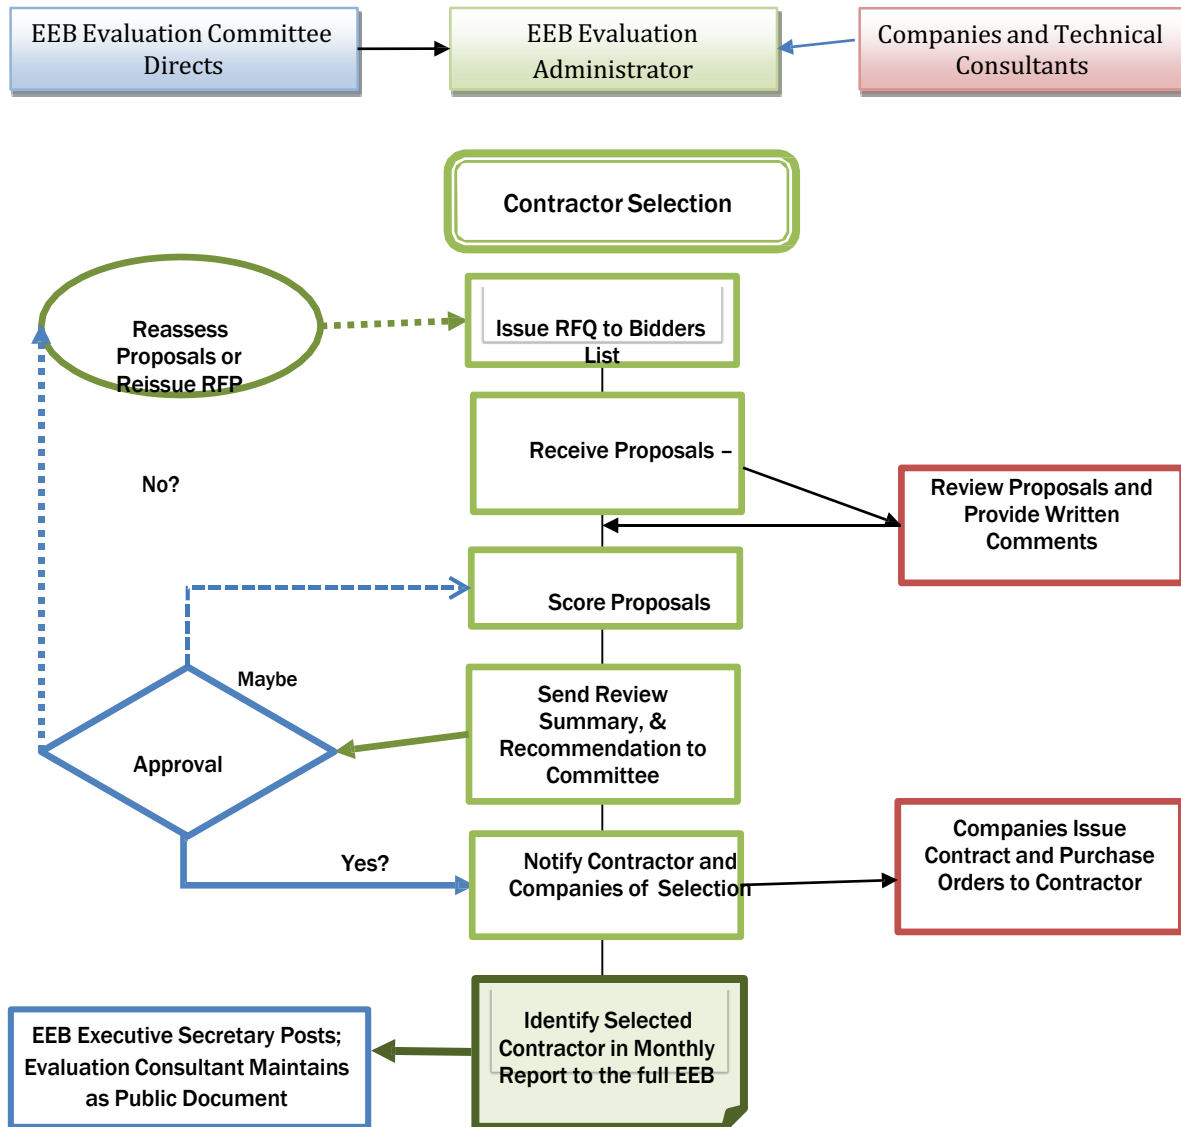 EEB Evaluation Committee
Directs
EEB Evaluation
Administrator
Companies and Technical
Consultants
Contractor Selection
Reassess
Proposals or
Reissue RFP
Issue RFQ to Bidders
List
Receive Proposals –
No?
Review Proposals and
Provide Written
Comments
Score Proposals
Maybe
Send Review
Summary, &
Recommendation to
Committee
Approval
Companies Issue
Contract and Purchase
Orders to Contractor
Yes?
Notify Contractor and
Companies of Selection
Identify Selected
Contractor in Monthly
Report to the full EEB
EEB Executive Secretary Posts;
Evaluation Consultant Maintains
as Public Document